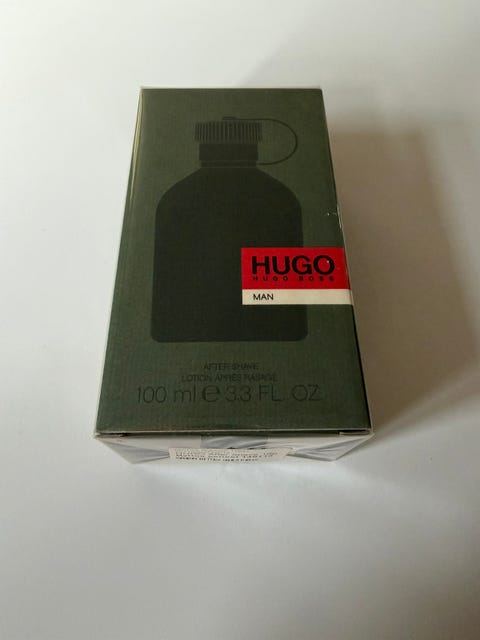 HUGO
HUGO BOSS
MAN
AFTER SHAVE
LOTION APRÈS RASAGE
100 ml ℮ 3.3 FL. OZ.